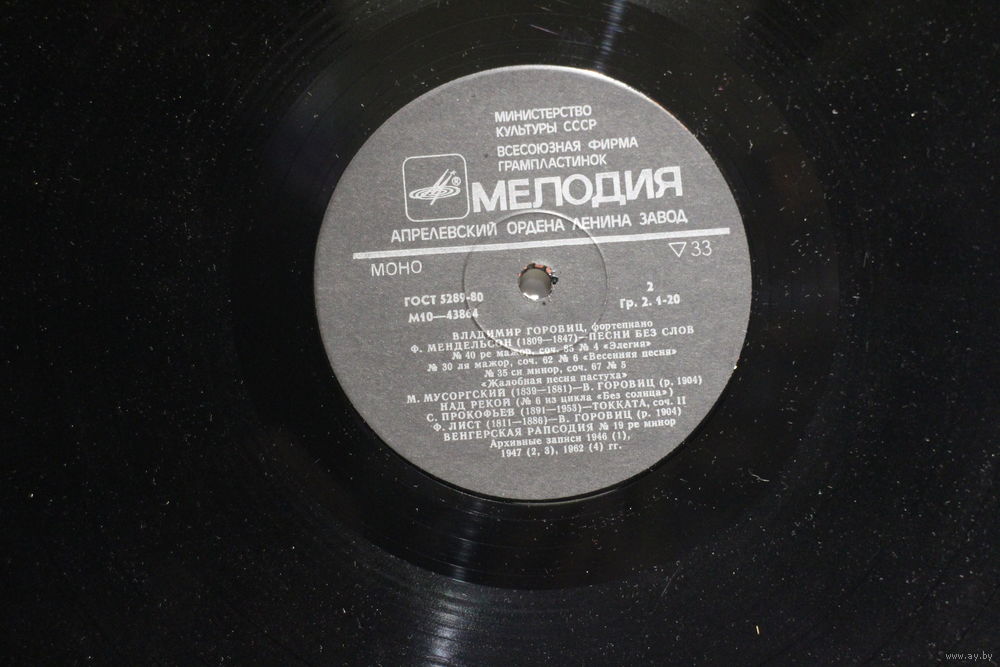 МИНИСТЕРСТВО
КУЛЬТУРЫ СССР
ВСЕСОЮЗНАЯ ФИРМА
ГРАМПЛАСТИНОК
®
МЕЛОДИЯ
АПРЕЛЕВСКИЙ ОРДЕНА ЛЕНИНА ЗАВОД
МОНО
▽33
ГОСТ 5289-80
М10—43864
2
Гр. 2. 1-20
ВЛАДИМИР ГОРОВИЦ, фортепиано
Ф. МЕНДЕЛЬСОН (1809—1847)—ПЕСНИ БЕЗ СЛОВ
№ 40 ре мажор, соч. 85 № 4 «Элегия»
№ 30 ля мажор, соч. 62 № 6 «Весенняя песня»
№ 35 си минор, соч. 67 № 5
«Жалобная песня пастуха»
М. МУСОРГСКИЙ (1839—1881)—В. ГОРОВИЦ (р. 1904)
НАД РЕКОЙ (№ 6 из цикла «Без солнца»)
С. ПРОКОФЬЕВ (1891—1953)—ТОККАТА, соч. II
Ф. ЛИСТ (1811—1886)—В. ГОРОВИЦ (р. 1904)
ВЕНГЕРСКАЯ РАПСОДИЯ № 19 ре минор
Архивные записи 1946 (1),
1947 (2, 3), 1962 (4) гг.
www.ay.by